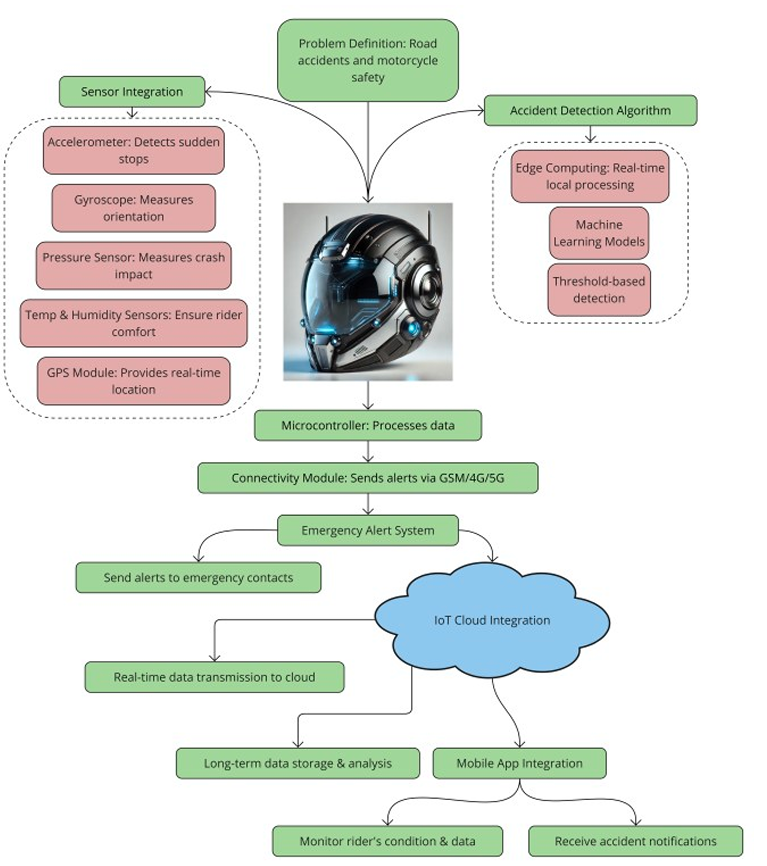 Problem Definition: Road
accidents and motorcycle
safety
Sensor Integration
Accident Detection Algorithm
Accelerometer: Detects sudden
stops
Gyroscope: Measures
orientation
Pressure Sensor: Measures crash
impact
Temp & Humidity Sensors: Ensure rider
comfort
GPS Module: Provides real-time
location
Edge Computing: Real-time
local processing
Machine
Learning Models
Threshold-based
detection
Microcontroller: Processes data
Connectivity Module: Sends alerts via GSM/4G/5G
Emergency Alert System
Send alerts to emergency contacts
IoT Cloud Integration
Real-time data transmission to cloud
Long-term data storage & analysis
Mobile App Integration
Monitor rider's condition & data
Receive accident notifications